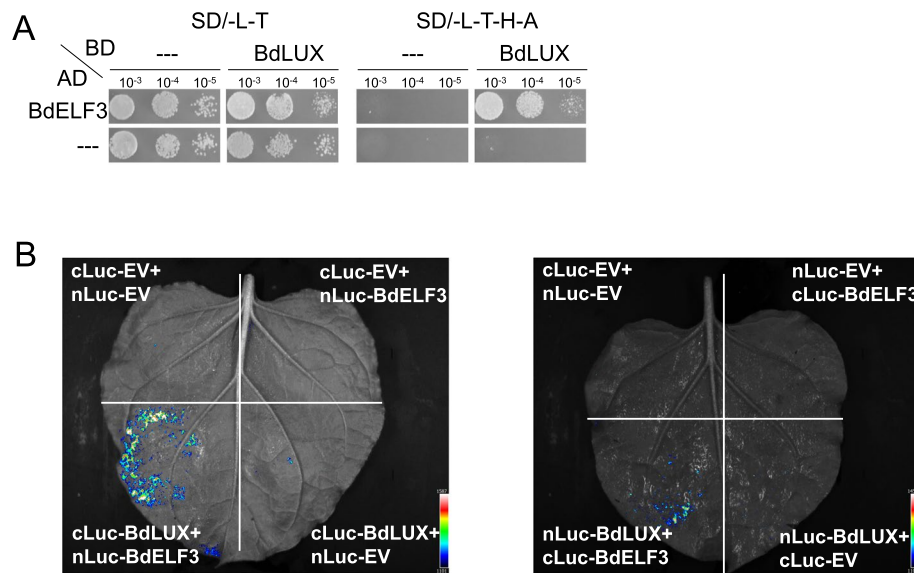 A
SD/-L-T
SD/-L-T-H-A
BD
AD
---
BdLUX
---
BdLUX
10-3 10-4 10-5 10-3 10-4 10-5 10-3 10-4 10-5 10-3 10-4 10-5
BdELF3
---
B
cLuc-EV+
nLuc-EV
cLuc-EV+
nLuc-BdELF3
cLuc-BdLUX+
nLuc-BdELF3
cLuc-BdLUX+
nLuc-EV
cLuc-EV+
nLuc-EV
nLuc-EV+
cLuc-BdELF3
nLuc-BdLUX+
cLuc-BdELF3
nLuc-BdLUX+
cLuc-EV